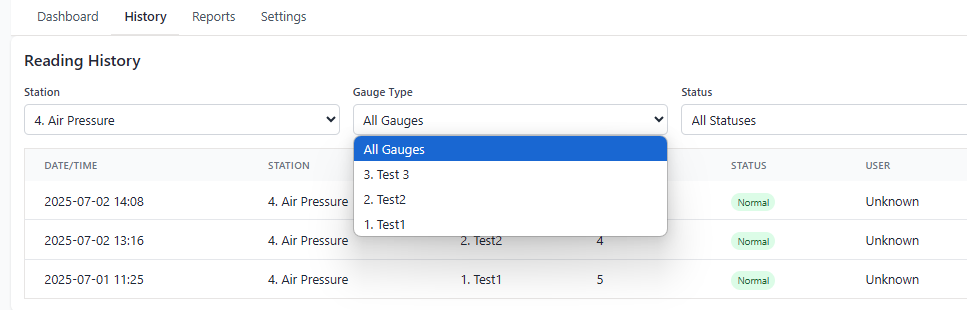 Dashboard History Reports Settings
Reading History
Station Gauge Type Status
4. Air Pressure All Gauges All Statuses
All Gauges
3. Test 3
2. Test2
1. Test1
DATE/TIME STATION STATUS USER
2025-07-02 14:08 4. Air Pressure Normal Unknown
2025-07-02 13:16 4. Air Pressure 2. Test2 4 Normal Unknown
2025-07-01 11:25 4. Air Pressure 1. Test1 5 Normal Unknown